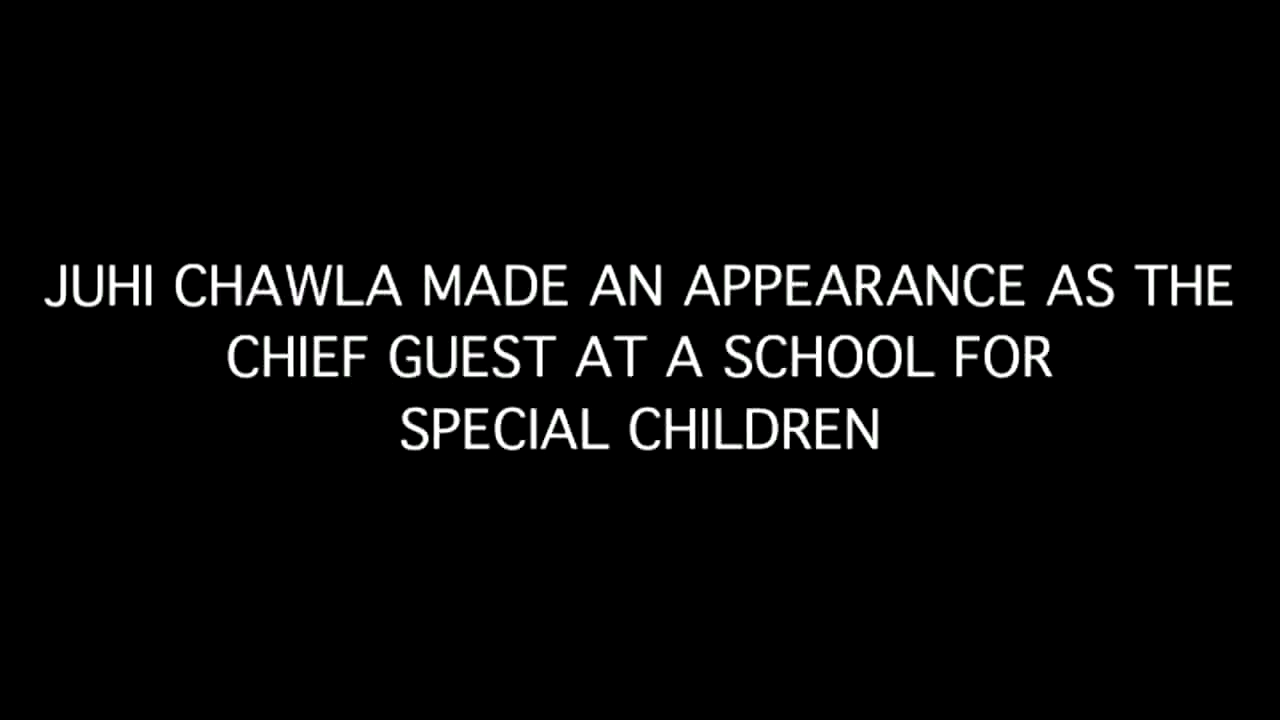 JUHI CHAWLA MADE AN APPEARANCE AS THE
CHIEF GUEST AT A SCHOOL FOR
SPECIAL CHILDREN